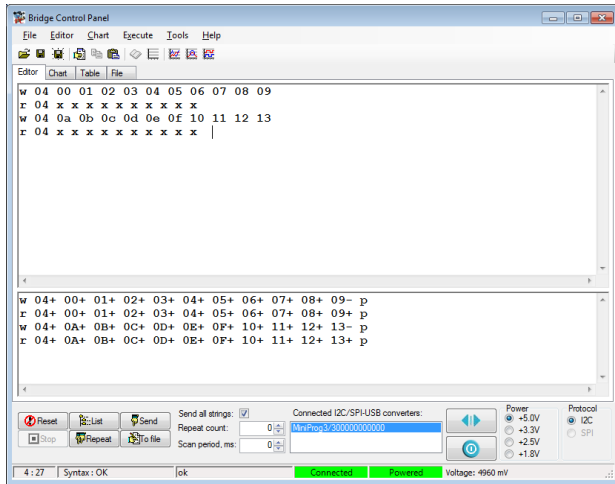 Bridge Control Panel
File Editor Chart Execute Tools Help
Editor Chart Table File
w 04 00 01 02 03 04 05 06 07 08 09
r 04 x x x x x x x x x x
w 04 0a 0b 0c 0d 0e 0f 10 11 12 13
r 04 x x x x x x x x x x
w 04+ 00+ 01+ 02+ 03+ 04+ 05+ 06+ 07+ 08+ 09- p
r 04+ 00+ 01+ 02+ 03+ 04+ 05+ 06+ 07+ 08+ 09+ p
w 04+ 0A+ 0B+ 0C+ 0D+ 0E+ 0F+ 10+ 11+ 12+ 13- p
r 04+ 0A+ 0B+ 0C+ 0D+ 0E+ 0F+ 10+ 11+ 12+ 13+ p
Reset List Send
Stop Repeat To file
Send all strings:
Repeat count: 0
Scan period, ms: 0
Connected I2C/SPI-USB converters:
MiniProg3/300000000000
Power
+5.0V
+3.3V
+2.5V
+1.8V
Protocol
I2C
SPI
4 : 27 Syntax : OK ok Connected Powered Voltage: 4960 mV